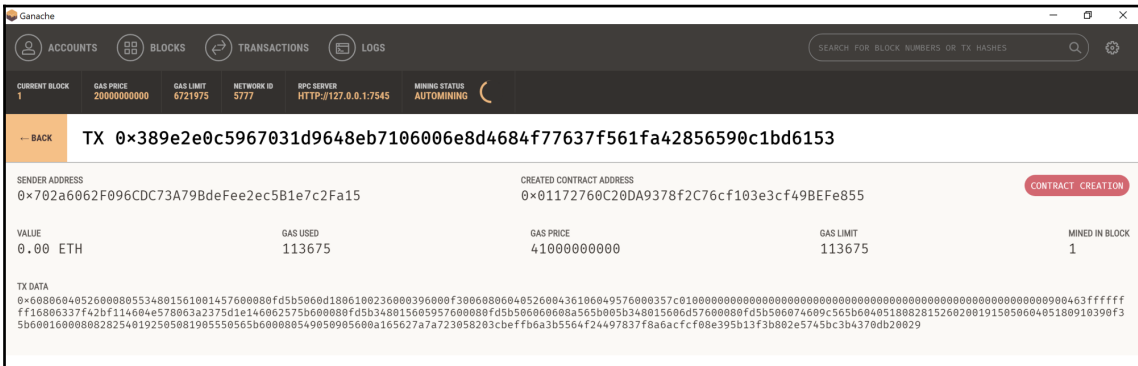 Ganache
ACCOUNTS BLOCKS TRANSACTIONS LOGS SEARCH FOR BLOCK NUMBERS OR TX HASHES
CURRENT BLOCK GAS PRICE GAS LIMIT NETWORK ID RPC SERVER MINING STATUS
1 20000000000 6721975 5777 HTTP://127.0.0.1:7545 AUTOMINING
← BACK TX 0×389e2e0c5967031d9648eb7106006e8d4684f77637f561fa42856590c1bd6153
SENDER ADDRESS CREATED CONTRACT ADDRESS
0×702a6062F096CDC73A79BdeFee2ec5B1e7c2Fa15 0×01172760C20DA9378f2C76cf103e3cf49BEFe855 CONTRACT CREATION
VALUE GAS USED GAS PRICE GAS LIMIT MINED IN BLOCK
0.00 ETH 113675 41000000000 113675 1
TX DATA